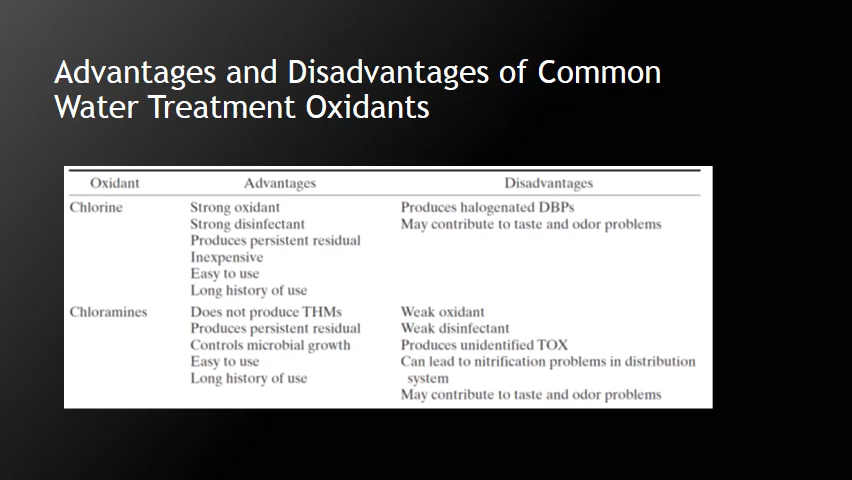 Advantages and Disadvantages of Common
Water Treatment Oxidants
Oxidant Advantages Disadvantages
Chlorine Strong oxidant Produces halogenated DBPs
Strong disinfectant May contribute to taste and odor problems
Produces persistent residual
Inexpensive
Easy to use
Long history of use
Chloramines Does not produce THMs Weak oxidant
Produces persistent residual Weak disinfectant
Controls microbial growth Produces unidentified TOX
Easy to use Can lead to nitrification problems in distribution
Long history of use system
May contribute to taste and odor problems